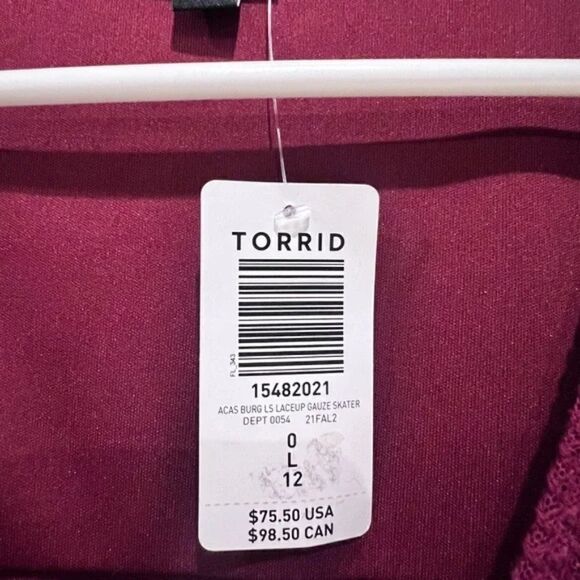 TORRID
FL_343
15482021
ACAS BURG LS LACEUP GAUZE SKATER
DEPT 0054 21FAL2
0
L
12
$75.50 USA
$98.50 CAN